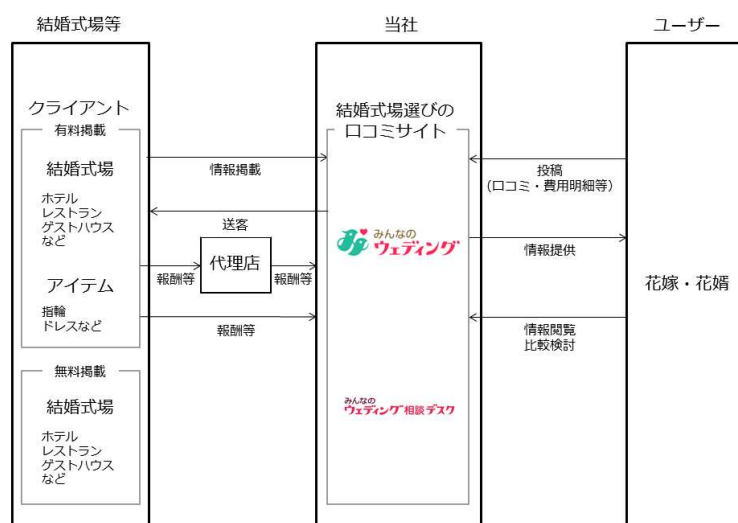 結婚式場等
当社
ユーザー
クライアント
有料掲載
結婚式場
ホテル
レストラン
ゲストハウス
など
アイテム
指輪
ドレスなど
無料掲載
結婚式場
ホテル
レストラン
ゲストハウス
など
情報掲載
送客
報酬等
代理店
報酬等
報酬等
結婚式場選びの
口コミサイト
みんなの
ウェディング
みんなの
ウェディング相談デスク
投稿
(口コミ・費用明細等)
情報提供
情報閲覧
比較検討
花嫁・花婿